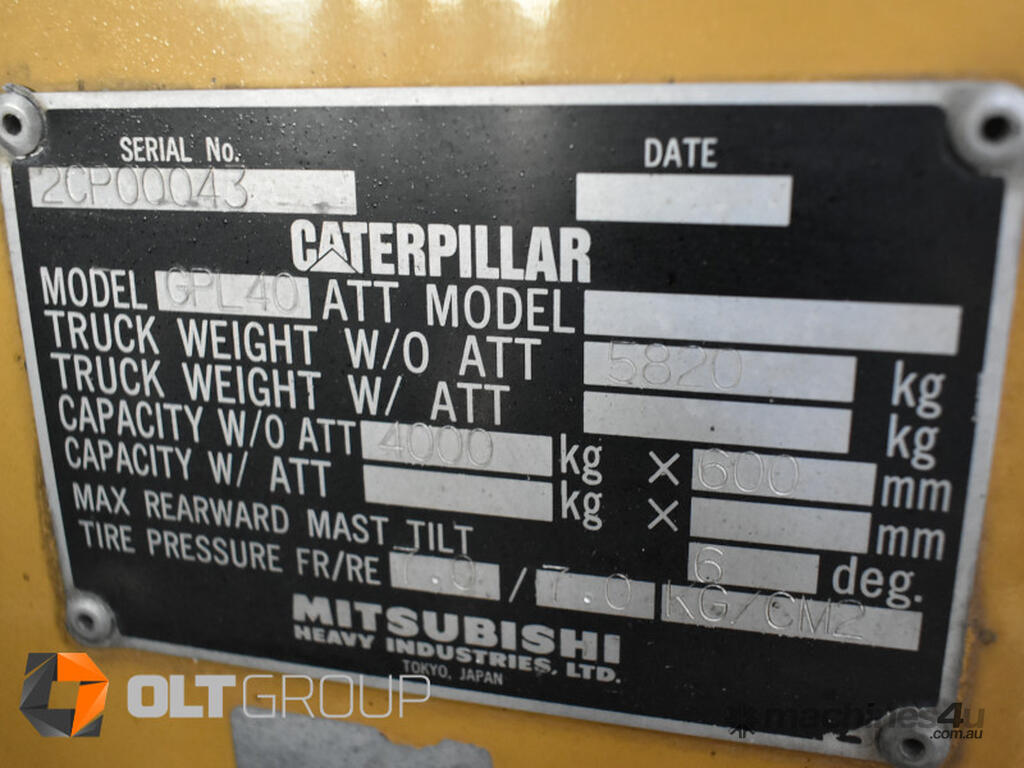 SERIAL No. DATE
2CP00043
CATERPILLAR
MODEL GPL40 ATT MODEL
TRUCK WEIGHT W/O ATT 5820 kg
TRUCK WEIGHT W/ ATT kg
CAPACITY W/O ATT 4000 kg × 600 mm
CAPACITY W/ ATT kg × mm
MAX REARWARD MAST TILT 6 deg.
TIRE PRESSURE FR/RE 7.0 / 7.0 KG/CM2
MITSUBISHI
HEAVY INDUSTRIES, LTD.
TOKYO, JAPAN
OLT GROUP
machines4u
.com.au